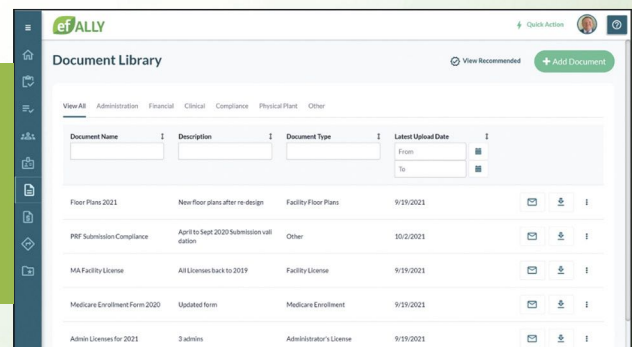 ef ALLY
Quick Action
Document Library
View Recommended
+ Add Document
View All Administration Financial Clinical Compliance Physical Plant Other
Document Name Description Document Type Latest Upload Date
From
To
Floor Plans 2021 New floor plans after re-design Facility Floor Plans 9/19/2021
PRF Submission Compliance April to Sept 2020 Submission vali
dation Other 10/2/2021
MA Facility License All Licenses back to 2019 Facility License 9/19/2021
Medicare Enrollment Form 2020 Updated form Medicare Enrollment 9/19/2021
Admin Licenses for 2021 3 admins Administrator's License 9/19/2021